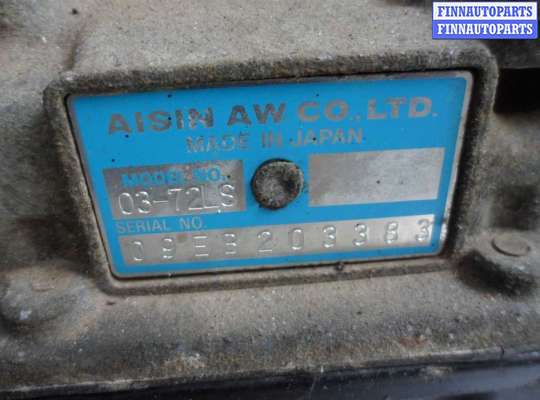 FINNAUTOPARTS
FINNAUTOPARTS
AISIN AW CO., LTD.
MADE IN JAPAN
MODEL NO.
03-72LS
SERIAL NO.
09EB203383